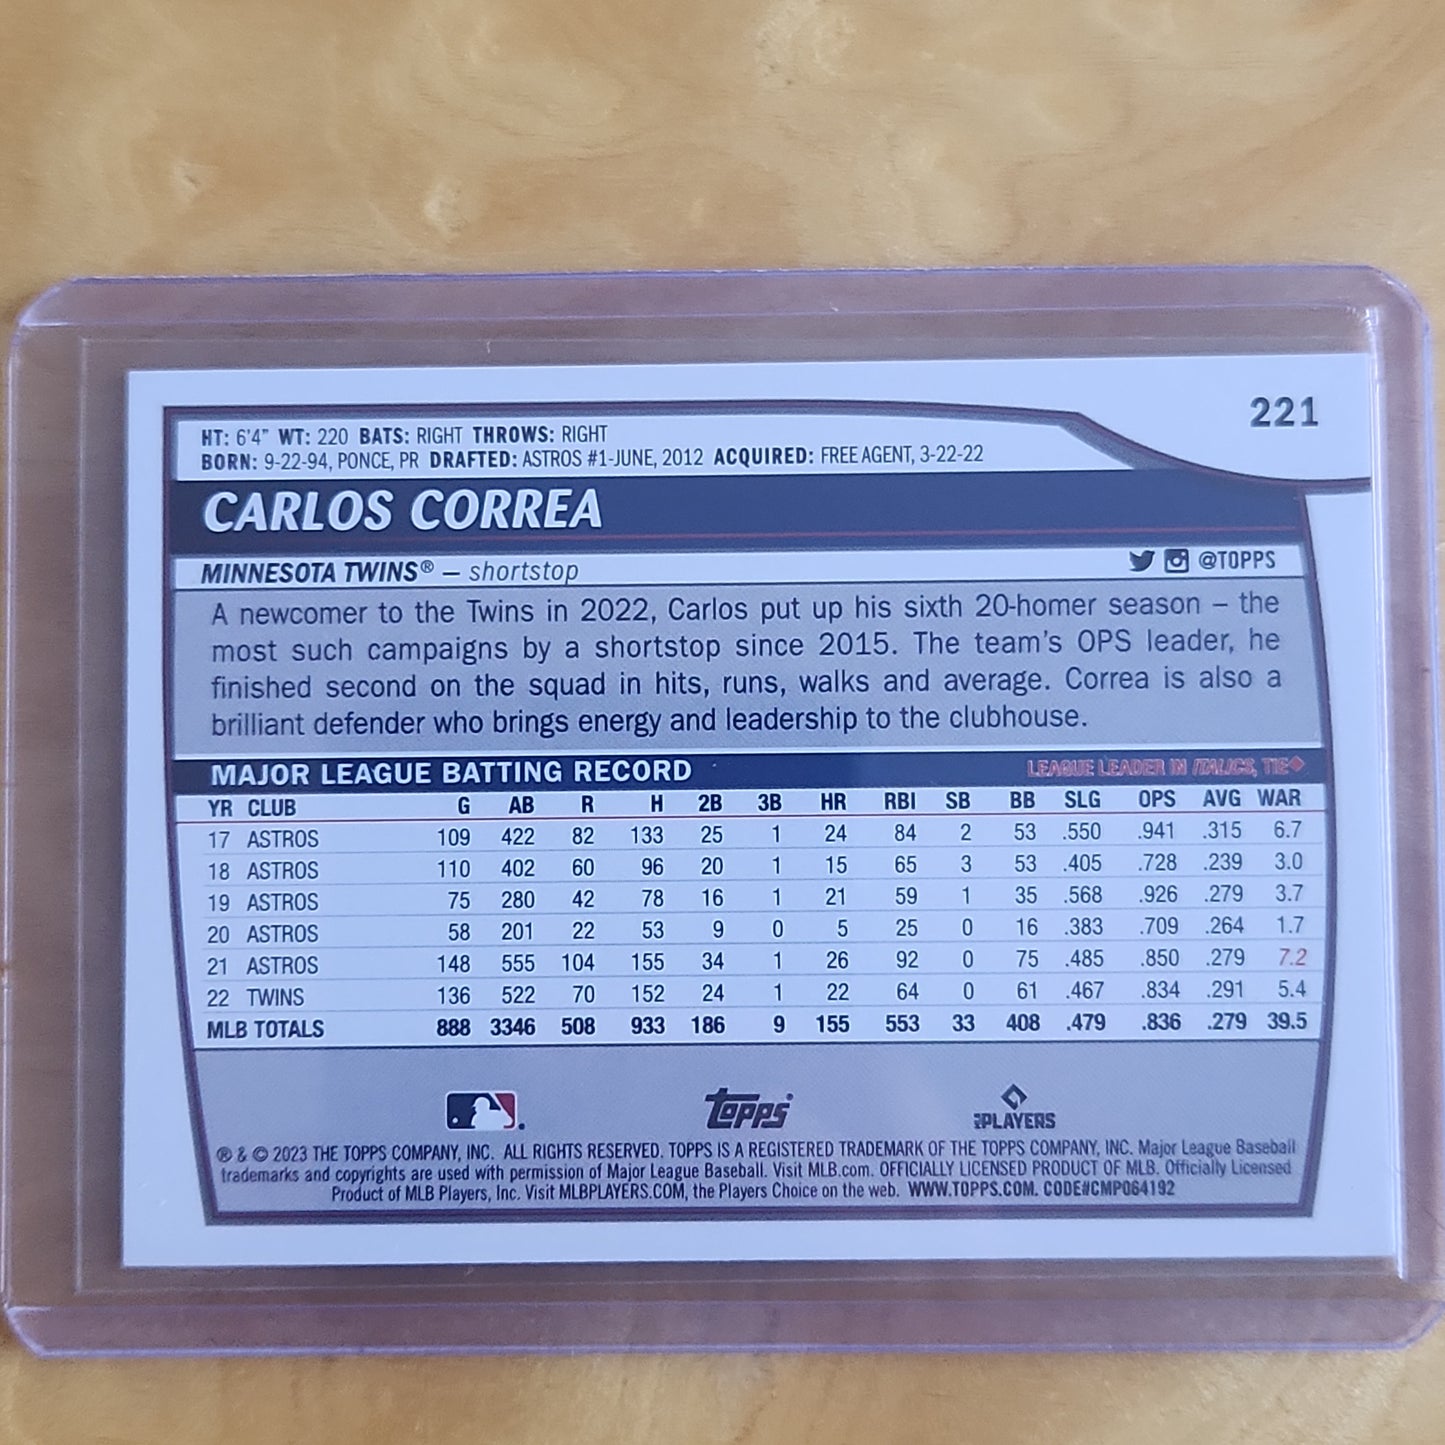 221
HT: 6'4" WT: 220 BATS: RIGHT THROWS: RIGHT
BORN: 9-22-94, PONCE, PR DRAFTED: ASTROS #1-JUNE, 2012 ACQUIRED: FREE AGENT, 3-22-22
CARLOS CORREA
MINNESOTA TWINS® – shortstop @TOPPS
A newcomer to the Twins in 2022, Carlos put up his sixth 20-homer season – the
most such campaigns by a shortstop since 2015. The team's OPS leader, he
finished second on the squad in hits, runs, walks and average. Correa is also a
brilliant defender who brings energy and leadership to the clubhouse.
MAJOR LEAGUE BATTING RECORD LEAGUE LEADER IN ITALICS, TIE◆
YR CLUB G AB R H 2B 3B HR RBI SB BB SLG OPS AVG WAR
17 ASTROS 109 422 82 133 25 1 24 84 2 53 .550 .941 .315 6.7
18 ASTROS 110 402 60 96 20 1 15 65 3 53 .405 .728 .239 3.0
19 ASTROS 75 280 42 78 16 1 21 59 1 35 .568 .926 .279 3.7
20 ASTROS 58 201 22 53 9 0 5 25 0 16 .383 .709 .264 1.7
21 ASTROS 148 555 104 155 34 1 26 92 0 75 .485 .850 .279 7.2
22 TWINS 136 522 70 152 24 1 22 64 0 61 .467 .834 .291 5.4
MLB TOTALS 888 3346 508 933 186 9 155 553 33 408 .479 .836 .279 39.5
topps PLAYERS
® & © 2023 THE TOPPS COMPANY, INC. ALL RIGHTS RESERVED. TOPPS IS A REGISTERED TRADEMARK OF THE TOPPS COMPANY, INC. Major League Baseball
trademarks and copyrights are used with permission of Major League Baseball. Visit MLB.com. OFFICIALLY LICENSED PRODUCT OF MLB. Officially Licensed
Product of MLB Players, Inc. Visit MLBPLAYERS.COM, the Players Choice on the web. WWW.TOPPS.COM. CODE#CMP064192